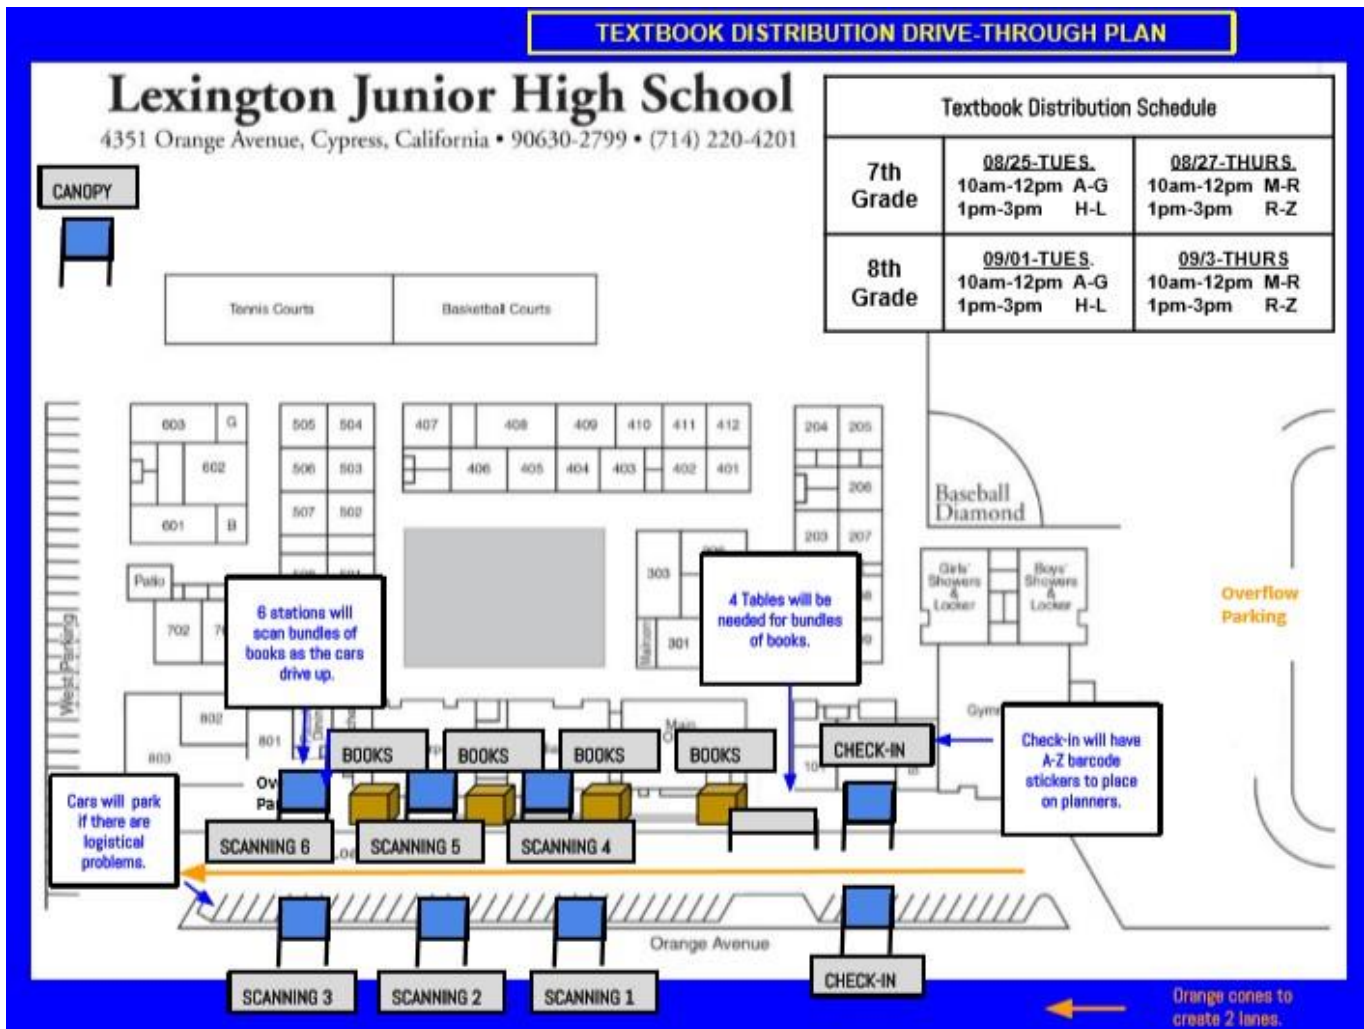 TEXTBOOK DISTRIBUTION DRIVE-THROUGH PLAN
Lexington Junior High School
4351 Orange Avenue, Cypress, California • 90630-2799 • (714) 220-4201
Textbook Distribution Schedule
7th Grade
08/25-TUES.
10am-12pm A-G
1pm-3pm H-L
08/27-THURS.
10am-12pm M-R
1pm-3pm R-Z
8th Grade
09/01-TUES.
10am-12pm A-G
1pm-3pm H-L
09/3-THURS
10am-12pm M-R
1pm-3pm R-Z
CANOPY
Tennis Courts
Basketball Courts
603 G
602
601 B
505 504
506 503
507 502
407 408 409 410 411 412
406 405 404 403 402 401
204 205
206
203 207
303
301
Mailroom
Baseball
Diamond
Girls'
Showers
&
Locker
Boys'
Showers
&
Locker
Overflow
Parking
West Parking
Patio
702
802
801
803
Main
6 stations will
scan bundles of
books as the cars
drive up.
4 Tables will be
needed for bundles
of books.
Check-in will have
A-Z barcode
stickers to place
on planners.
Cars will park
if there are
logistical
problems.
BOOKS
BOOKS
BOOKS
BOOKS
CHECK-IN
SCANNING 6
SCANNING 5
SCANNING 4
Orange Avenue
SCANNING 3
SCANNING 2
SCANNING 1
CHECK-IN
Orange cones to
create 2 lanes.